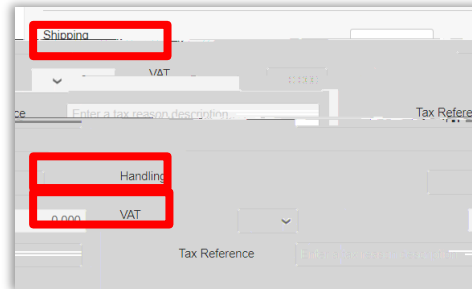 Shipping
VAT
Enter a tax reason description
Tax Refere
Handling
0.000 VAT
Tax Reference